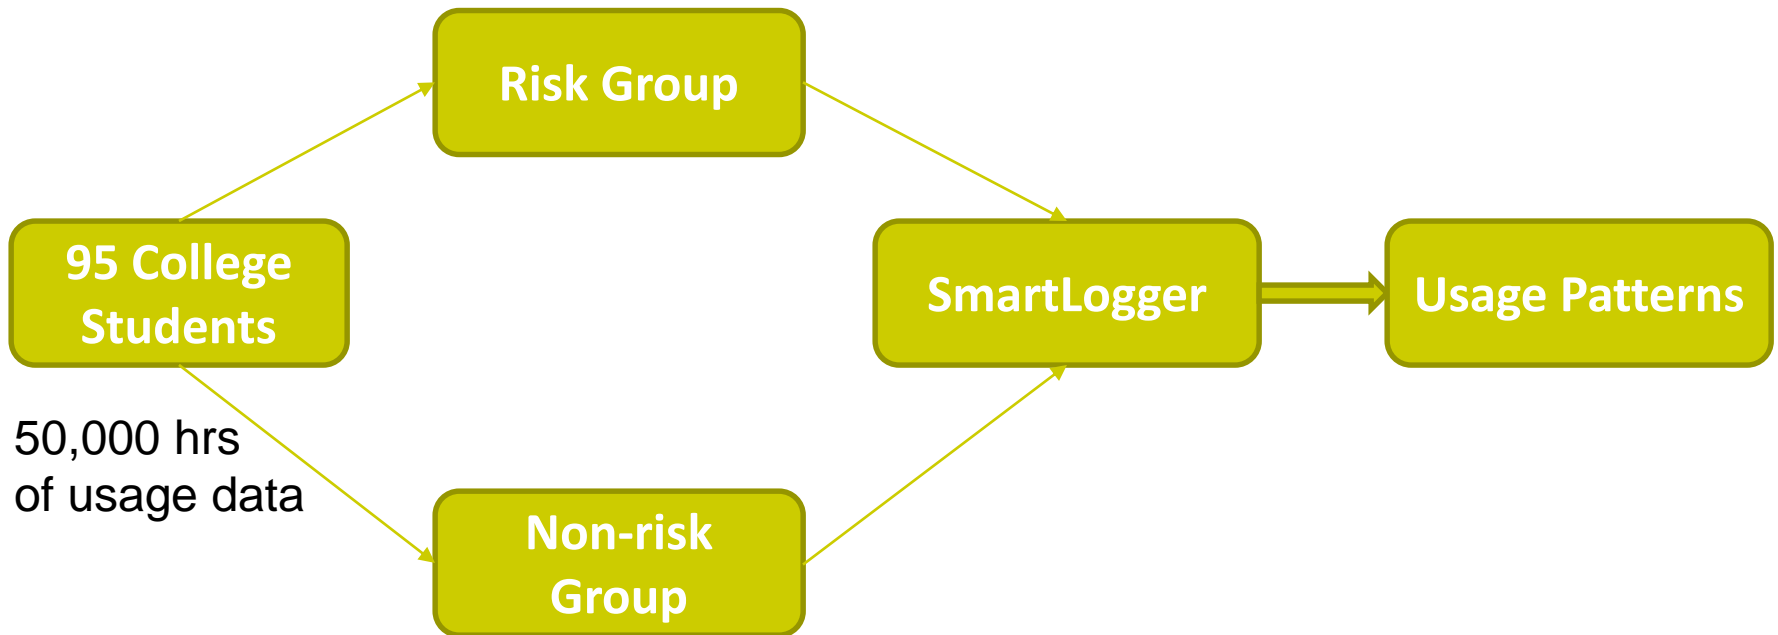 Risk Group
95 College
Students
SmartLogger
Usage Patterns
50,000 hrs
of usage data
Non-risk
Group